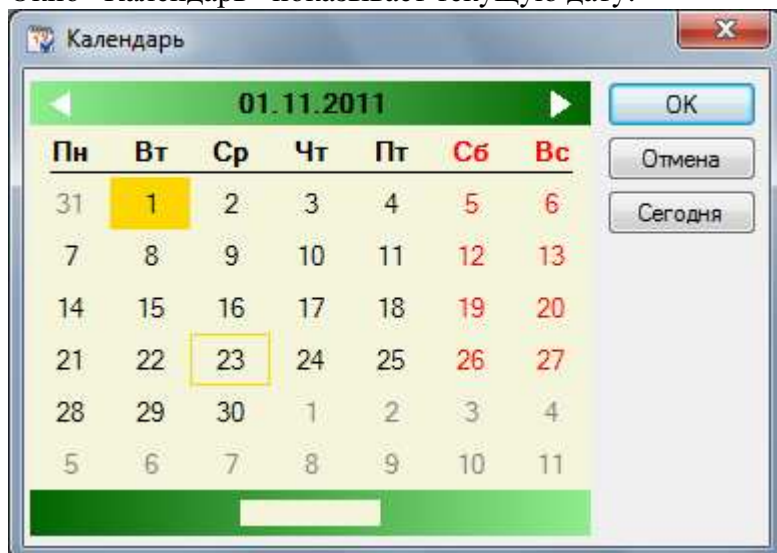 Календарь
01.11.2011
OK
Пн Вт Ср Чт Пт Сб Вс
Отмена
31 1 2 3 4 5 6
Сегодня
7 8 9 10 11 12 13
14 15 16 17 18 19 20
21 22 23 24 25 26 27
28 29 30 1 2 3 4
5 6 7 8 9 10 11